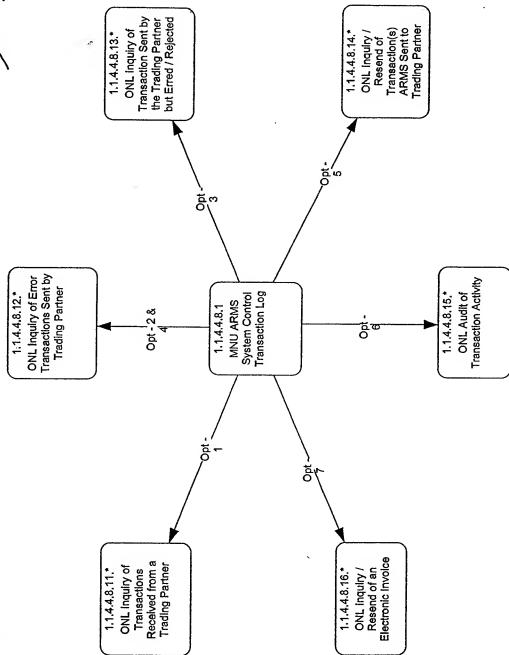 1.1.4.4.8.11.*
ONL Inquiry of
Transactions
Received from a
Trading Partner
1.1.4.4.8.12.*
ONL Inquiry of Error
Transactions Sent by
Trading Partner
1.1.4.4.8.13.*
ONL Inquiry of
Transaction Sent by
the Trading Partner
but Erred / Rejected
Opt -
1
Opt - 2 &
4
Opt -
3
1.1.4.4.8.1
MNU ARMS
System Control
Transaction Log
Opt -
7
Opt -
6
Opt -
5
1.1.4.4.8.16.*
ONL Inquiry /
Resend of an
Electronic Invoice
1.1.4.4.8.15.*
ONL Audit of
Transaction Activity
1.1.4.4.8.14.*
ONL Inquiry /
Resend of
Transaction(s)
ARMS Sent to
Trading Partner